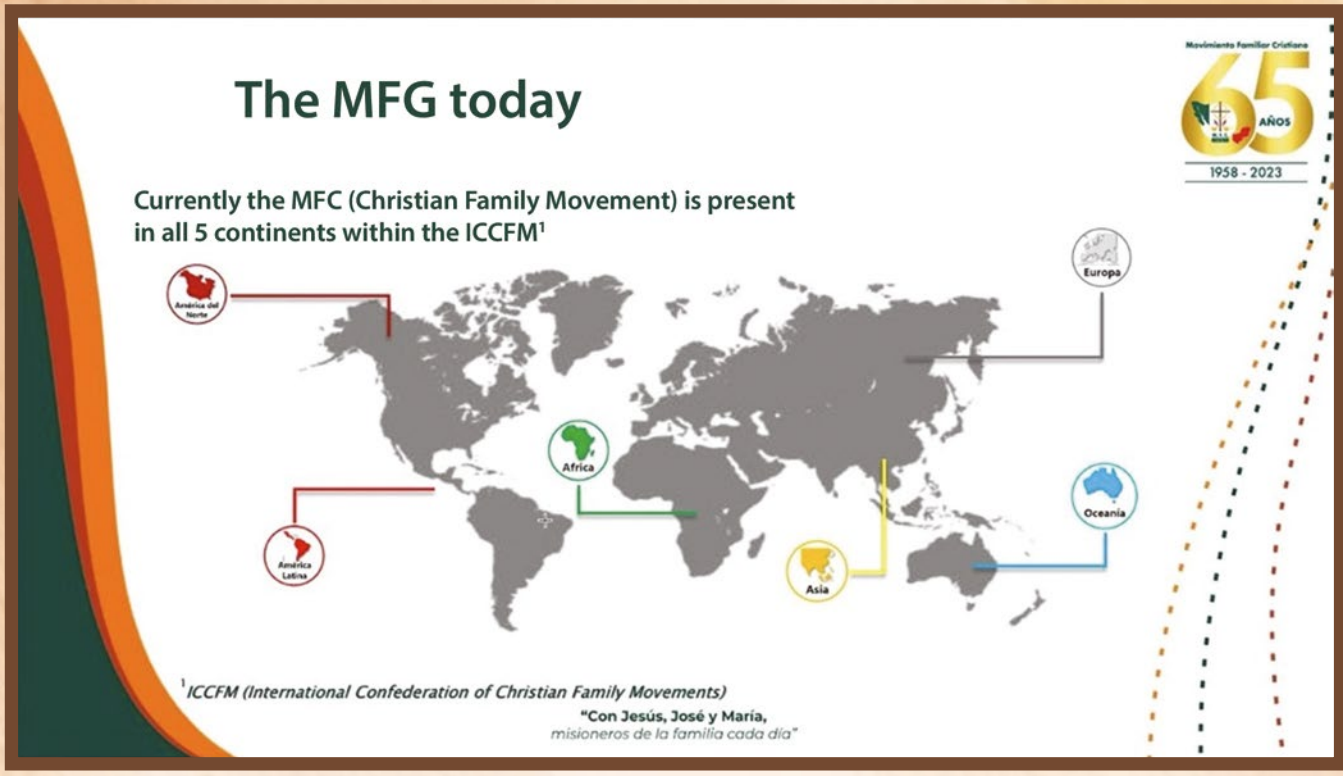 Movimiento Familiar Cristiano
65
AÑOS
1958 - 2023
The MFG today
Currently the MFC (Christian Family Movement) is present
in all 5 continents within the ICCFM¹
América del
Norte
Europa
Africa
Oceanía
América
Latina
Asia
¹ICCFM (International Confederation of Christian Family Movements)
“Con Jesús, José y María,
misioneros de la familia cada día”